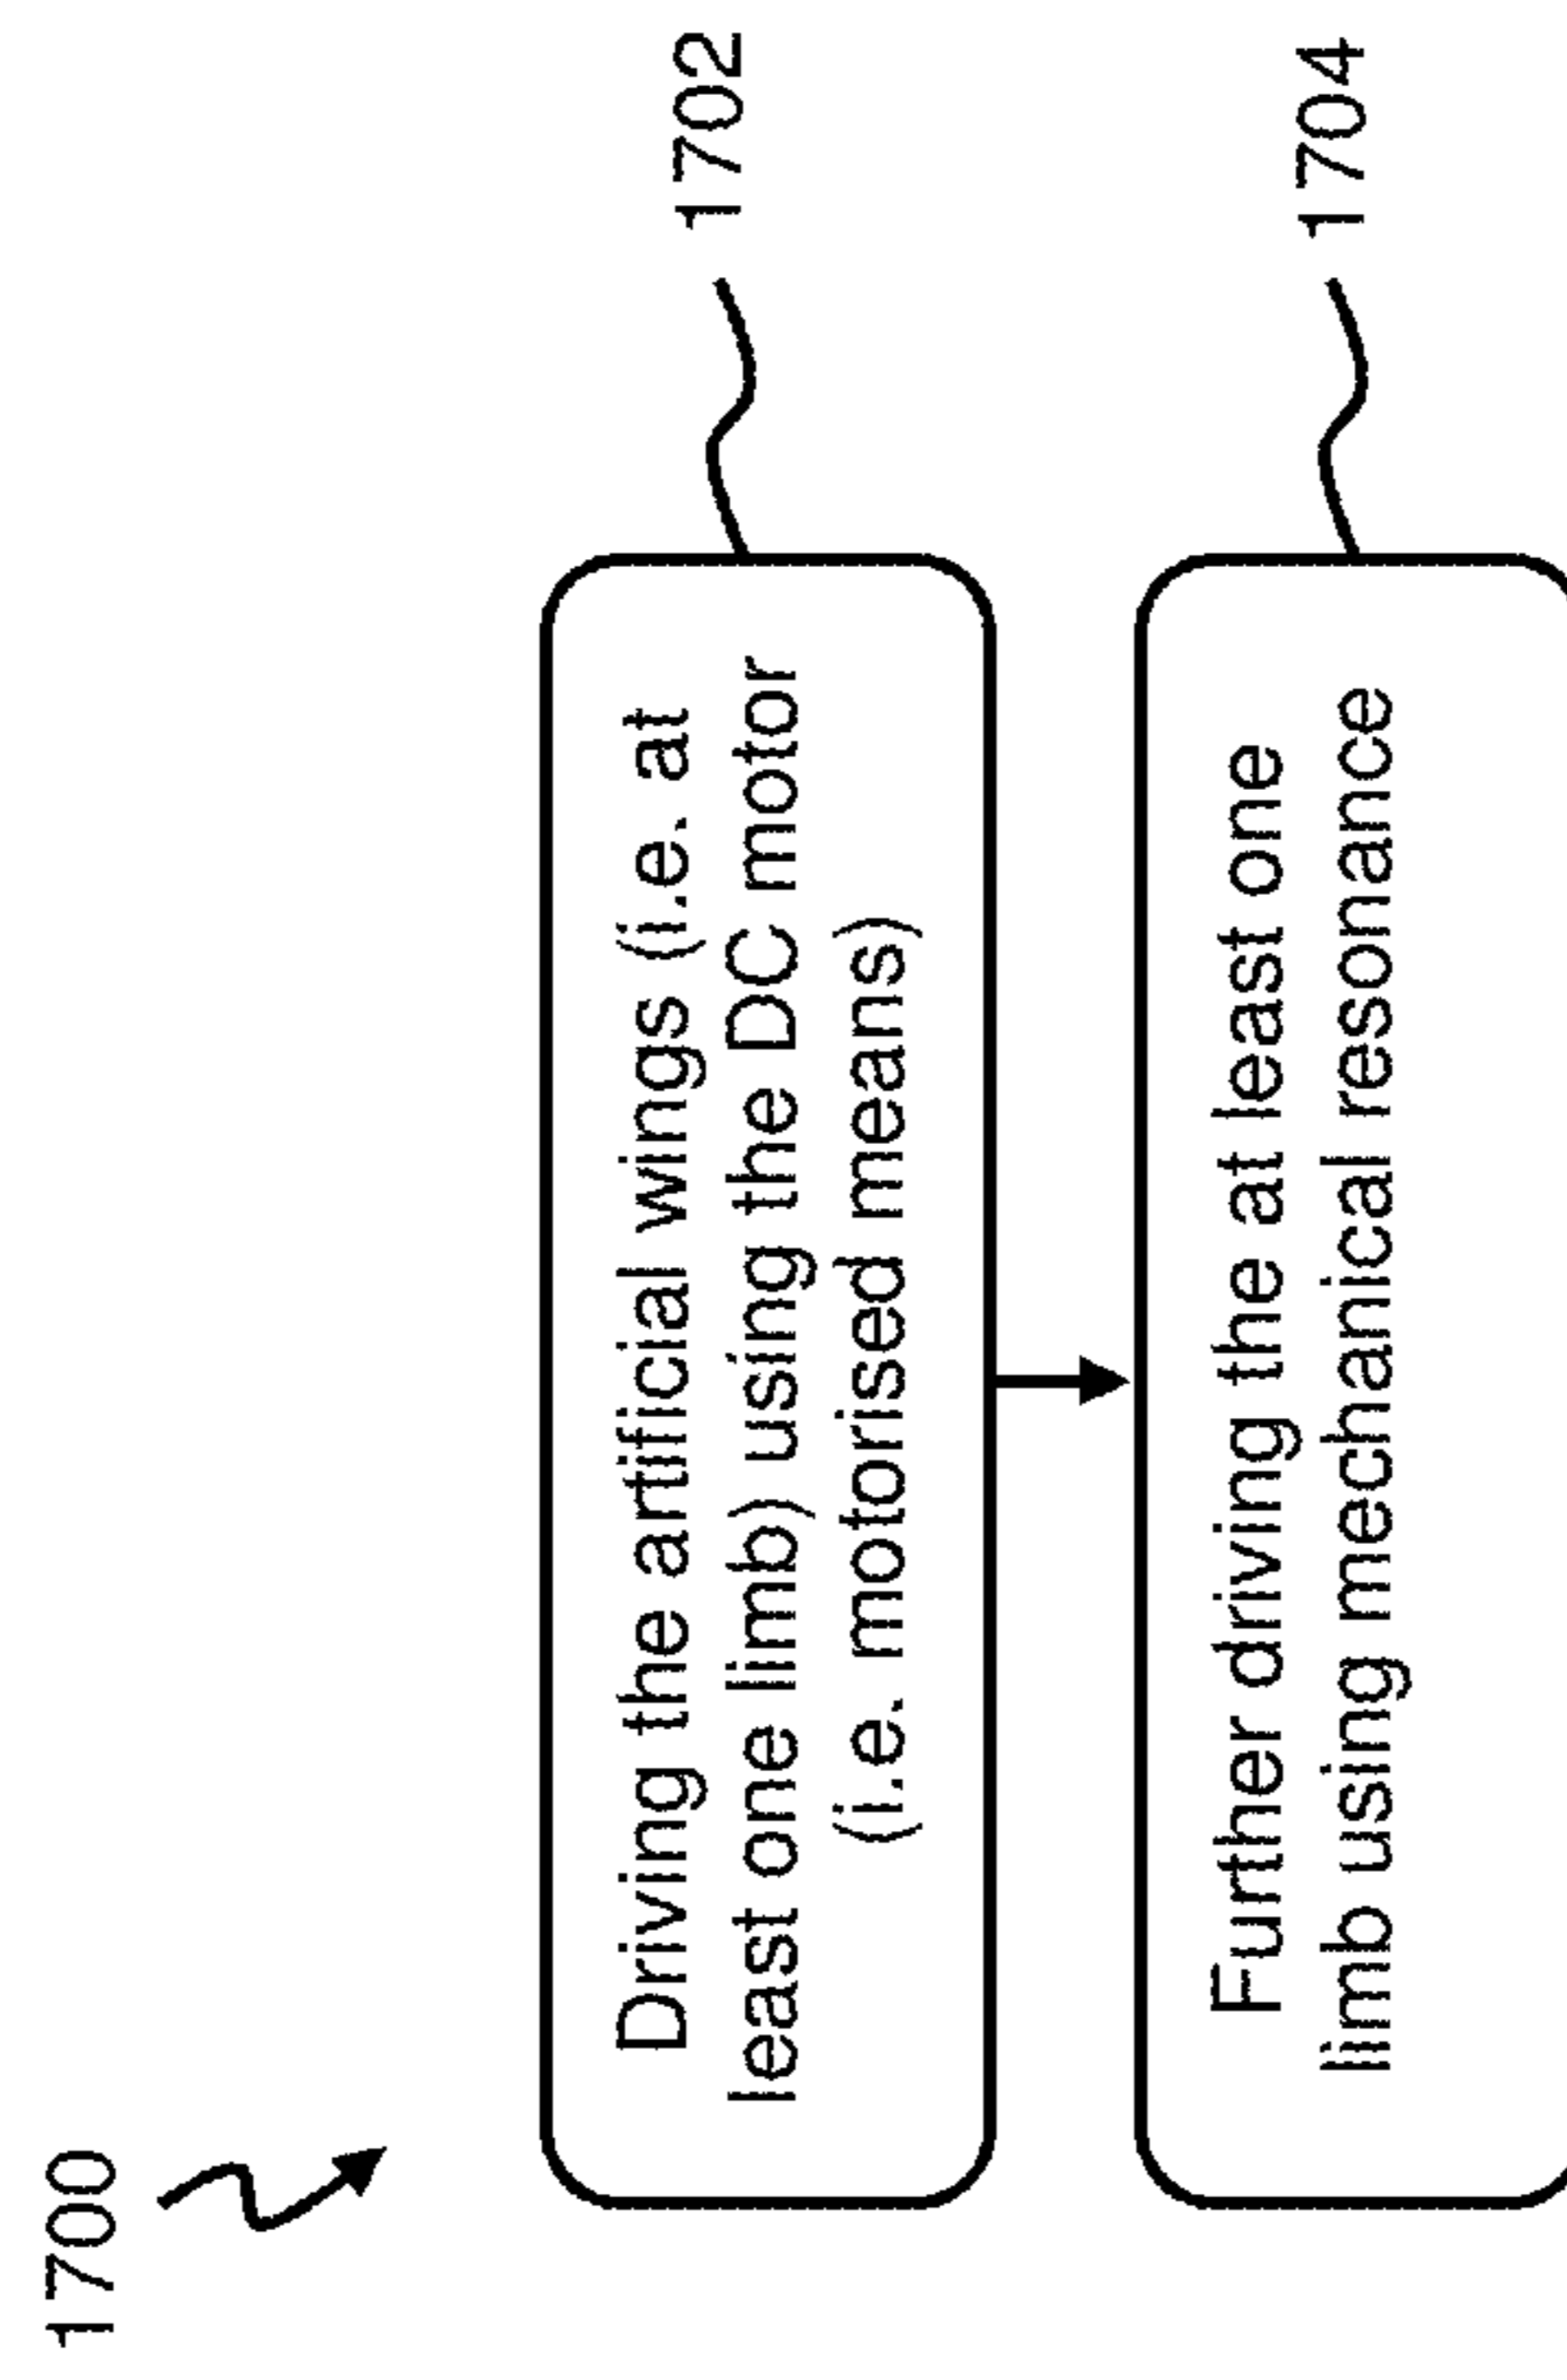 1700
Driving the artificial wings (i.e. at
least one limb) using the DC motor
(i.e. motorised means)
1702
Further driving the at least one
limb using mechanical resonance
1704